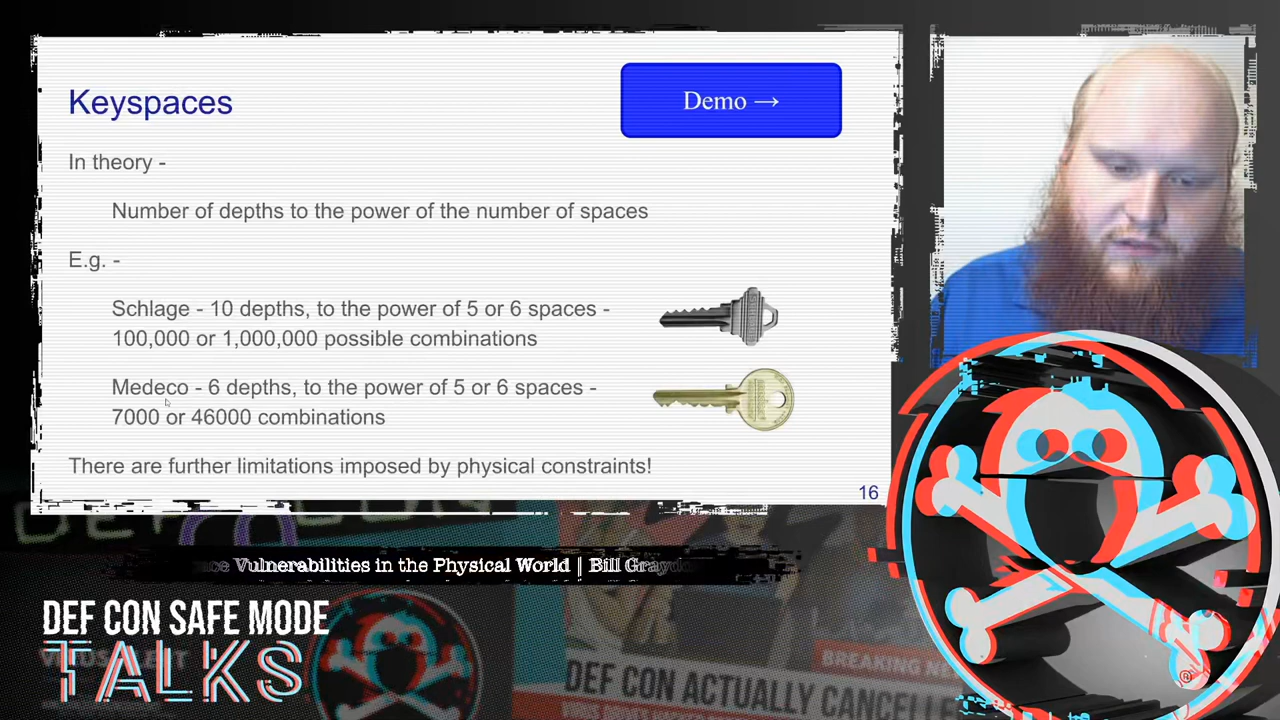 Keyspaces
Demo →
In theory -
Number of depths to the power of the number of spaces
E.g. -
Schlage - 10 depths, to the power of 5 or 6 spaces -
100,000 or 1,000,000 possible combinations
Medeco - 6 depths, to the power of 5 or 6 spaces -
7000 or 46000 combinations
There are further limitations imposed by physical constraints!
16
Vulnerabilities in the Physical World | Bill Grayd
DEF CON SAFE MODE
TALKS
DEF CON
BREAKING NE
DEF CON ACTUALLY CANCELLE
®